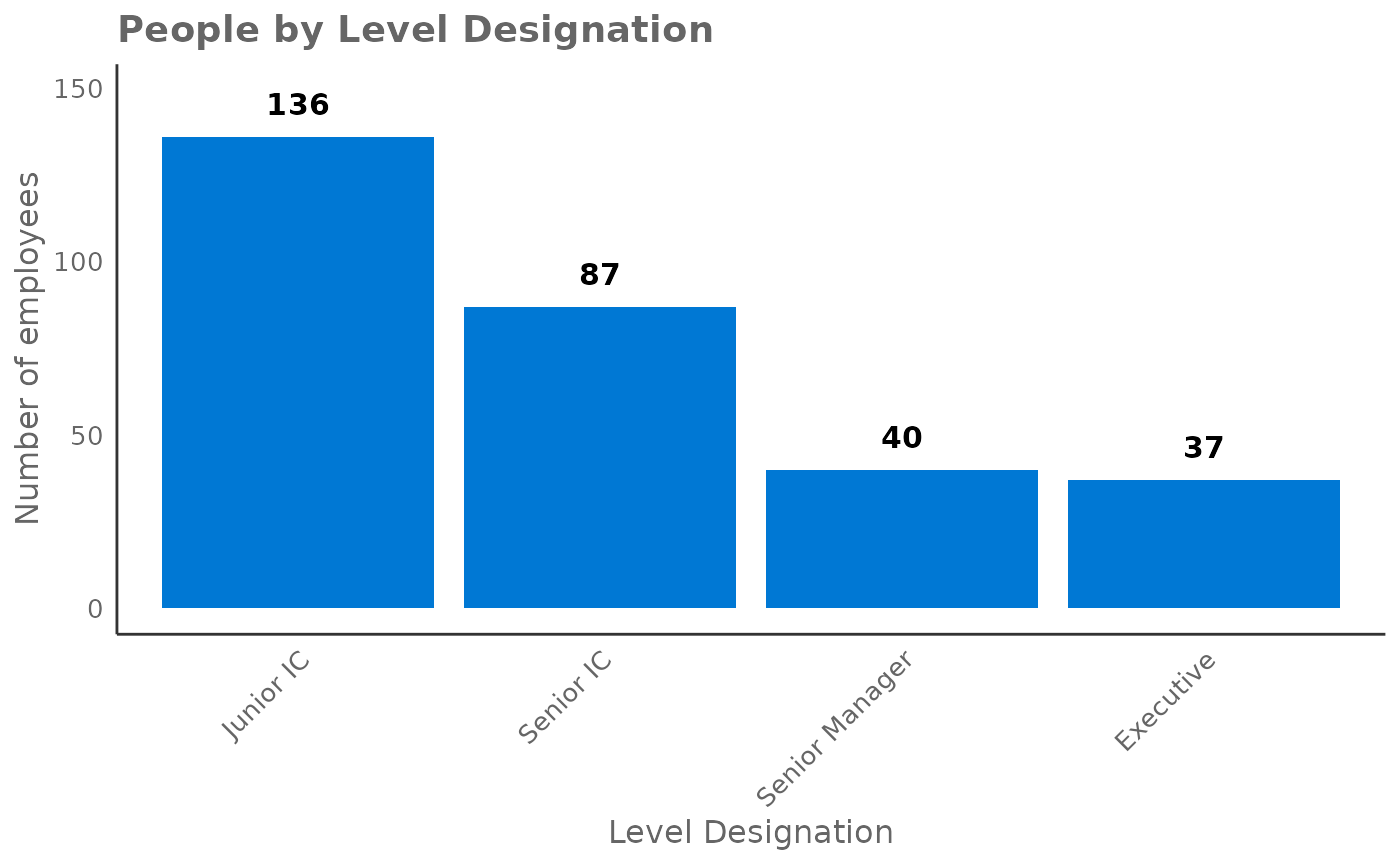 People by Level Designation
Number of employees
150
100
50
0
136
87
40
37
Junior IC
Senior IC
Senior Manager
Executive
Level Designation